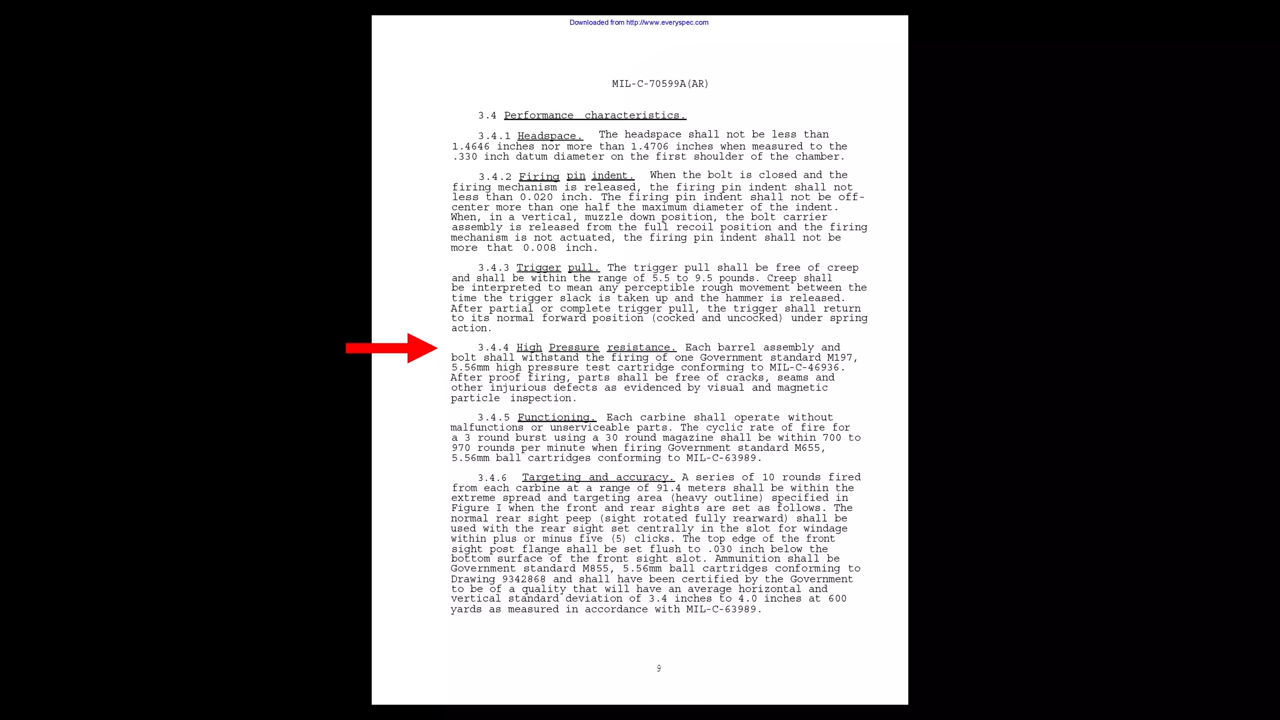 Downloaded from http://www.everyspec.com
MIL-C-70599A(AR)
3.4 Performance characteristics.
3.4.1 Headspace. The headspace shall not be less than
1.4646 inches nor more than 1.4706 inches when measured to the
.330 inch datum diameter on the first shoulder of the chamber.
3.4.2 Firing pin indent. When the bolt is closed and the
firing mechanism is released, the firing pin indent shall not
less than 0.020 inch. The firing pin indent shall not be off-
center more than one half the maximum diameter of the indent.
When, in a vertical, muzzle down position, the bolt carrier
assembly is released from the full recoil position and the firing
mechanism is not actuated, the firing pin indent shall not be
more that 0.008 inch.
3.4.3 Trigger pull. The trigger pull shall be free of creep
and shall be within the range of 5.5 to 9.5 pounds. Creep shall
be interpreted to mean any perceptible rough movement between the
time the trigger slack is taken up and the hammer is released.
After partial or complete trigger pull, the trigger shall return
to its normal forward position (cocked and uncocked) under spring
action.
3.4.4 High Pressure resistance. Each barrel assembly and
bolt shall withstand the firing of one Government standard M197,
5.56mm high pressure test cartridge conforming to MIL-C-46936.
After proof firing, parts shall be free of cracks, seams and
other injurious defects as evidenced by visual and magnetic
particle inspection.
3.4.5 Functioning. Each carbine shall operate without
malfunctions or unserviceable parts. The cyclic rate of fire for
a 3 round burst using a 30 round magazine shall be within 700 to
970 rounds per minute when firing Government standard M655,
5.56mm ball cartridges conforming to MIL-C-63989.
3.4.6 Targeting and accuracy. A series of 10 rounds fired
from each carbine at a range of 91.4 meters shall be within the
extreme spread and targeting area (heavy outline) specified in
Figure I when the front and rear sights are set as follows. The
normal rear sight peep (sight rotated fully rearward) shall be
used with the rear sight set centrally in the slot for windage
within plus or minus five (5) clicks. The top edge of the front
sight post flange shall be set flush to .030 inch below the
bottom surface of the front sight slot. Ammunition shall be
Government standard M855, 5.56mm ball cartridges conforming to
Drawing 9342868 and shall have been certified by the Government
to be of a quality that will have an average horizontal and
vertical standard deviation of 3.4 inches to 4.0 inches at 600
yards as measured in accordance with MIL-C-63989.
9